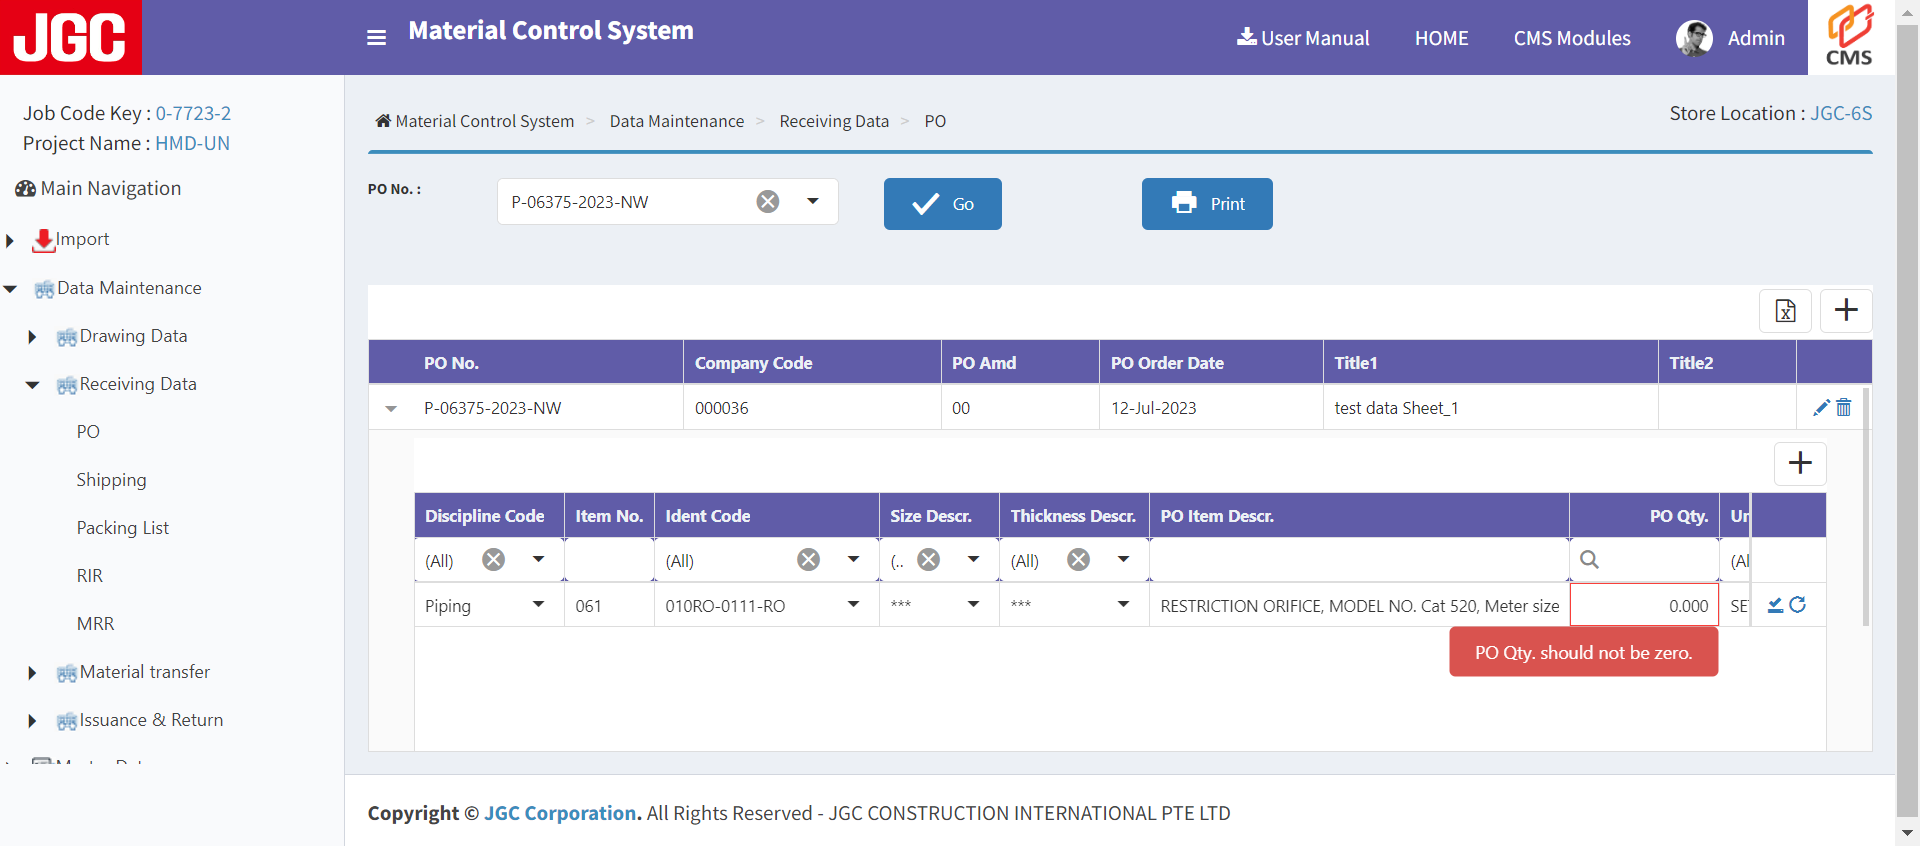 JGC
Material Control System
User Manual
HOME
CMS Modules
Admin
CMS
Job Code Key : 0-7723-2
Project Name : HMD-UN
Main Navigation
Import
Data Maintenance
Drawing Data
Receiving Data
PO
Shipping
Packing List
RIR
MRR
Material transfer
Issuance & Return
Material Control System > Data Maintenance > Receiving Data > PO
Store Location : JGC-6S
PO No. :
P-06375-2023-NW
Go
Print
PO No. Company Code PO Amd PO Order Date Title1 Title2
P-06375-2023-NW 000036 00 12-Jul-2023 test data Sheet_1
Discipline Code Item No. Ident Code Size Descr. Thickness Descr. PO Item Descr. PO Qty. Un
(All) (All) (.. (All) (Al
Piping 061 010RO-0111-RO *** *** RESTRICTION ORIFICE, MODEL NO. Cat 520, Meter size 0.000 SE
PO Qty. should not be zero.
Copyright © JGC Corporation. All Rights Reserved - JGC CONSTRUCTION INTERNATIONAL PTE LTD